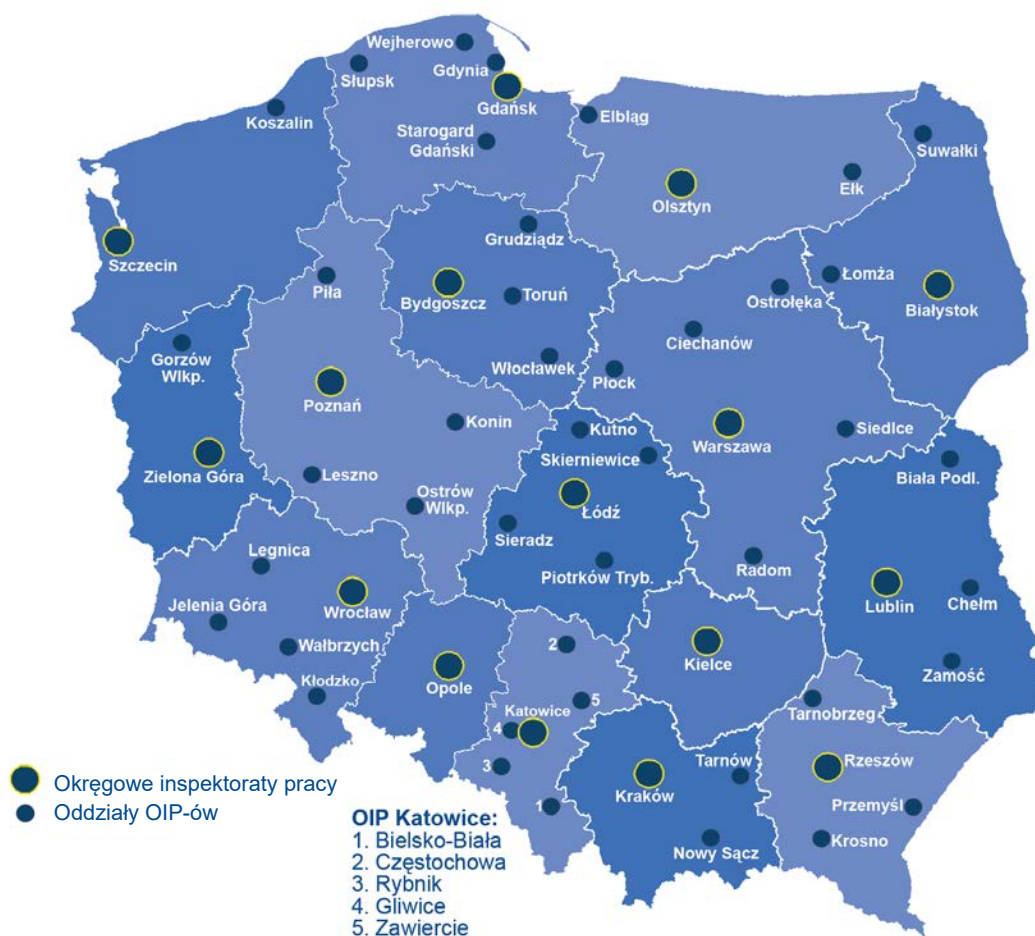 Wejherowo
Słupsk
Gdynia
Gdańsk
Koszalin
Starogard
Gdański
Elbląg
Suwałki
Ełk
Olsztyn
Szczecin
Grudziądz
Piła
Bydgoszcz
Toruń
Łomża
Ostrołęka
Białystok
Ciechanów
Gorzów
Wlkp.
Włocławek
Płock
Poznań
Konin
Kutno
Warszawa
Siedlce
Skierniewice
Biała Podl.
Zielona Góra
Leszno
Ostrów
Wlkp.
Łódź
Sieradz
Legnica
Piotrków Tryb.
Radom
Jelenia Góra
Wrocław
Lublin
Chełm
Wałbrzych
2
Kielce
Zamość
Kłodzko
Opole
5
Katowice
4
Tarnobrzeg
3
Rzeszów
Tarnów
Kraków
1
Przemyśl
Krosno
Nowy Sącz
Okręgowe inspektoraty pracy
Oddziały OIP-ów
OIP Katowice:
1. Bielsko-Biała
2. Częstochowa
3. Rybnik
4. Gliwice
5. Zawiercie